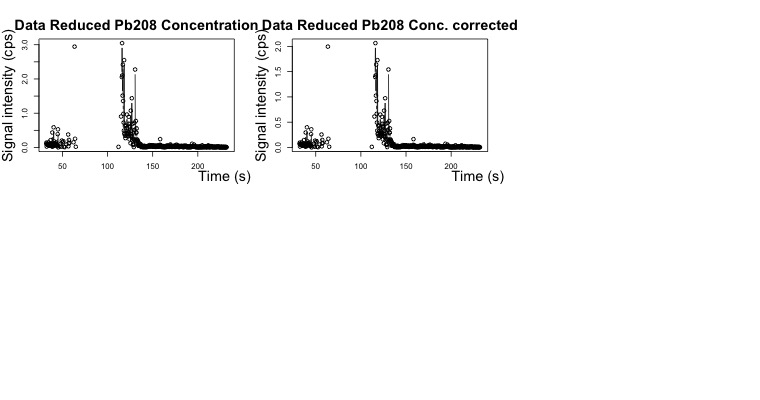 Data Reduced Pb208 Concentration
Signal intensity (cps)
3.0
2.0
1.0
0.0
50
100
150
200
Time (s)
Data Reduced Pb208 Conc. corrected
Signal intensity (cps)
2.0
1.5
1.0
0.5
0.0
50
100
150
200
Time (s)